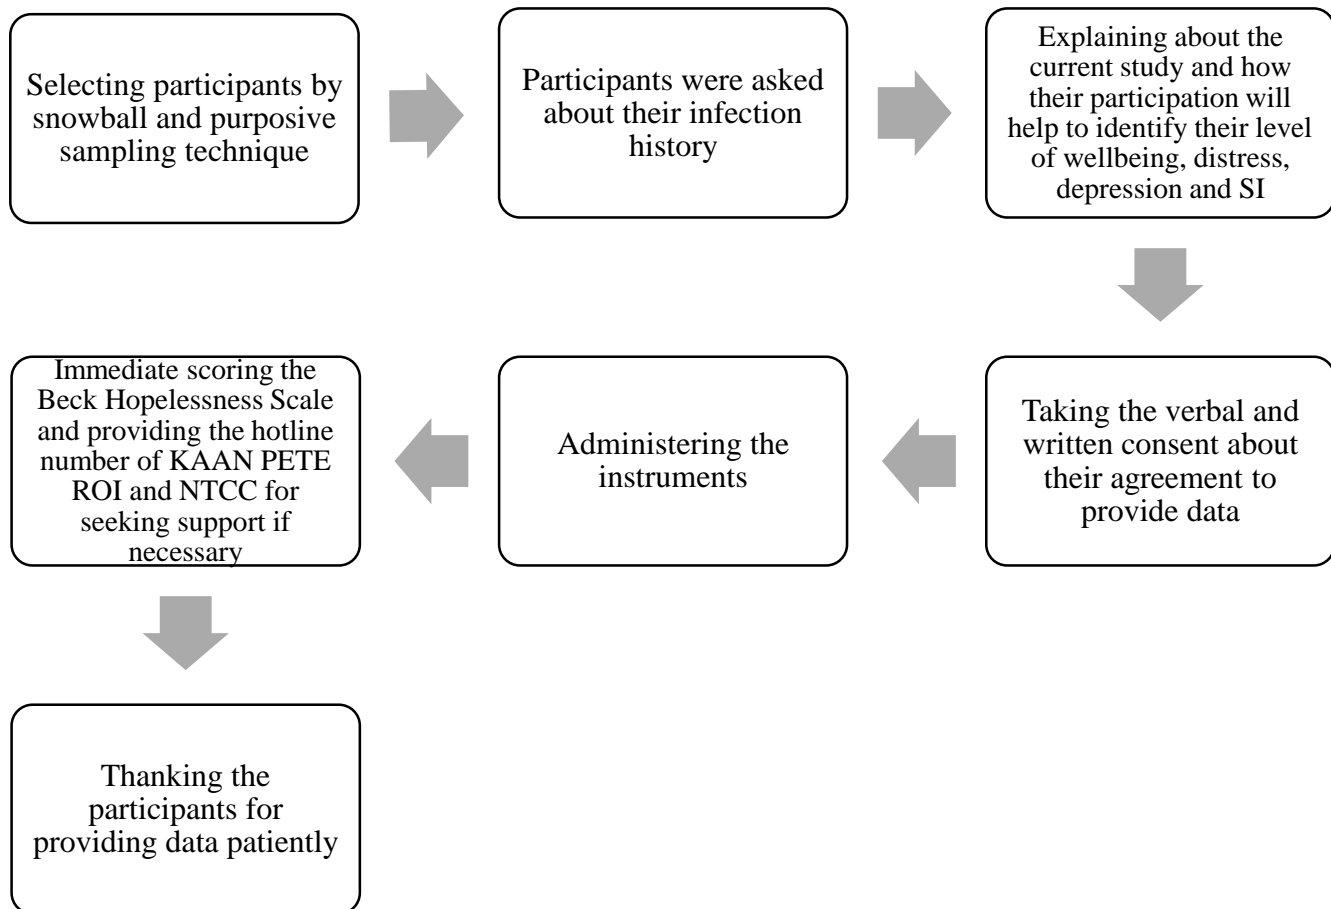 Selecting participants by
snowball and purposive
sampling technique
Participants were asked
about their infection
history
Explaining about the
current study and how
their participation will
help to identify their level
of wellbeing, distress,
depression and SI
Taking the verbal and
written consent about
their agreement to
provide data
Administering the
instruments
Immediate scoring the
Beck Hopelessness Scale
and providing the hotline
number of KAAN PETE
ROI and NTCC for
seeking support if
necessary
Thanking the
participants for
providing data patiently